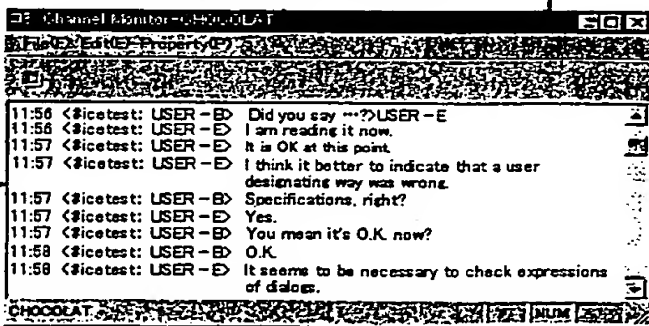 Channel Monitor-CHOCOLAT
File(F) Edit(E) Property(P)
11:56 <#icetest: USER-B> Did you say …?>USER-E
11:56 <#icetest: USER-E> I am reading it now.
11:57 <#icetest: USER-B> It is OK at this point.
11:57 <#icetest: USER-E> I think it better to indicate that a user
designating way was wrong.
11:57 <#icetest: USER-B> Specifications, right?
11:57 <#icetest: USER-E> Yes.
11:57 <#icetest: USER-B> You mean it's O.K. now?
11:58 <#icetest: USER-B> O.K.
11:58 <#icetest: USER-E> It seems to be necessary to check expressions
of dialogs.
CHOCOLAT
NUM